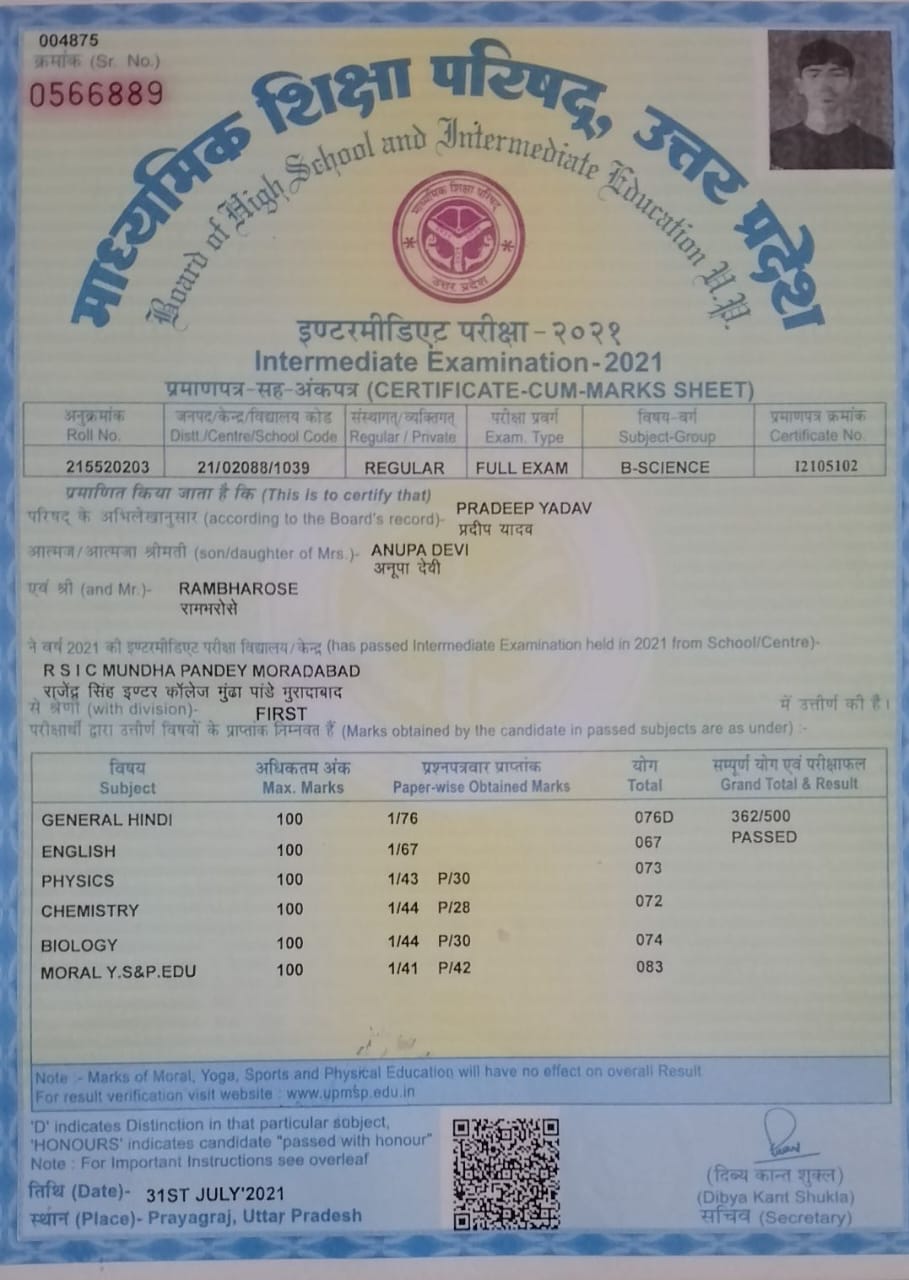 004875
क्रमांक (Sr. No.)
0566889
माध्यमिक शिक्षा परिषद्, उत्तर प्रदेश
Board of High School and Intermediate Education U.P.
माध्यमिक शिक्षा परिषद्
उत्तर प्रदेश
इण्टरमीडिएट परीक्षा-२०२१
Intermediate Examination-2021
प्रमाणपत्र-सह-अंकपत्र (CERTIFICATE-CUM-MARKS SHEET)
अनुक्रमांक जनपद/केन्द्र/विद्यालय कोड संस्थागत/व्यक्तिगत परीक्षा प्रवर्ग विषय-वर्ग प्रमाणपत्र क्रमांक
Roll No. Distt./Centre/School Code Regular / Private Exam. Type Subject-Group Certificate No.
215520203 21/02088/1039 REGULAR FULL EXAM B-SCIENCE I2105102
प्रमाणित किया जाता है कि (This is to certify that)
परिषद् के अभिलेखानुसार (according to the Board's record)- PRADEEP YADAV
प्रदीप यादव
आत्मज/आत्मजा श्रीमती (son/daughter of Mrs.)- ANUPA DEVI
अनूपा देवी
एवं श्री (and Mr.)- RAMBHAROSE
रामभरोसे
ने वर्ष 2021 की इण्टरमीडिएट परीक्षा विद्यालय/केन्द्र (has passed Intermediate Examination held in 2021 from School/Centre)-
R S I C MUNDHA PANDEY MORADABAD
राजेंद्र सिंह इण्टर कॉलेज मुंढा पांडे मुरादाबाद
से श्रेणी (with division)- FIRST में उत्तीर्ण की है।
परीक्षार्थी द्वारा उत्तीर्ण विषयों के प्राप्तांक निम्नवत हैं (Marks obtained by the candidate in passed subjects are as under) :-
विषय अधिकतम अंक प्रश्नपत्रवार प्राप्तांक योग सम्पूर्ण योग एवं परीक्षाफल
Subject Max. Marks Paper-wise Obtained Marks Total Grand Total & Result
GENERAL HINDI 100 1/76 076D 362/500
PASSED
ENGLISH 100 1/67 067
PHYSICS 100 1/43 P/30 073
CHEMISTRY 100 1/44 P/28 072
BIOLOGY 100 1/44 P/30 074
MORAL Y.S&P.EDU 100 1/41 P/42 083
Note :- Marks of Moral, Yoga, Sports and Physical Education will have no effect on overall Result
For result verification visit website : www.upmsp.edu.in
'D' indicates Distinction in that particular subject,
'HONOURS' indicates candidate "passed with honour"
Note : For Important Instructions see overleaf
तिथि (Date)- 31ST JULY'2021
स्थान (Place)- Prayagraj, Uttar Pradesh
(दिब्य कान्त शुक्ल)
(Dibya Kant Shukla)
सचिव (Secretary)